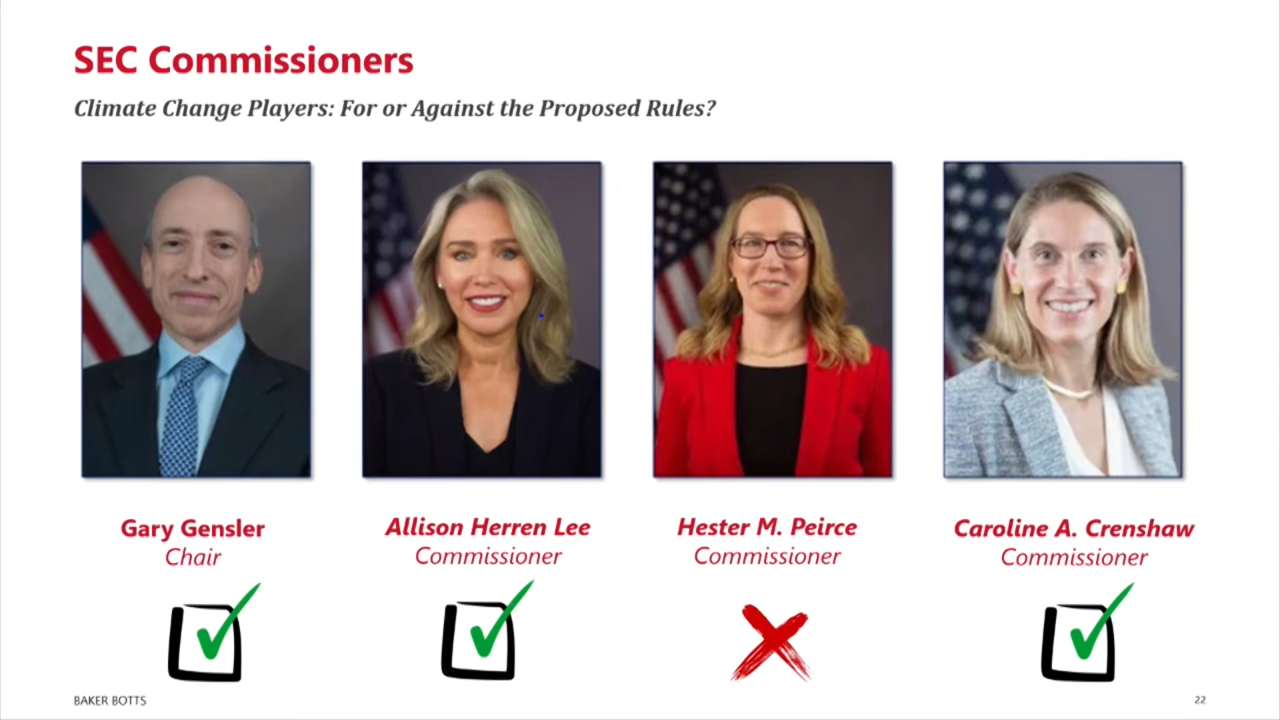 SEC Commissioners
Climate Change Players: For or Against the Proposed Rules?
Gary Gensler
Chair
Allison Herren Lee
Commissioner
Hester M. Peirce
Commissioner
Caroline A. Crenshaw
Commissioner
BAKER BOTTS
22